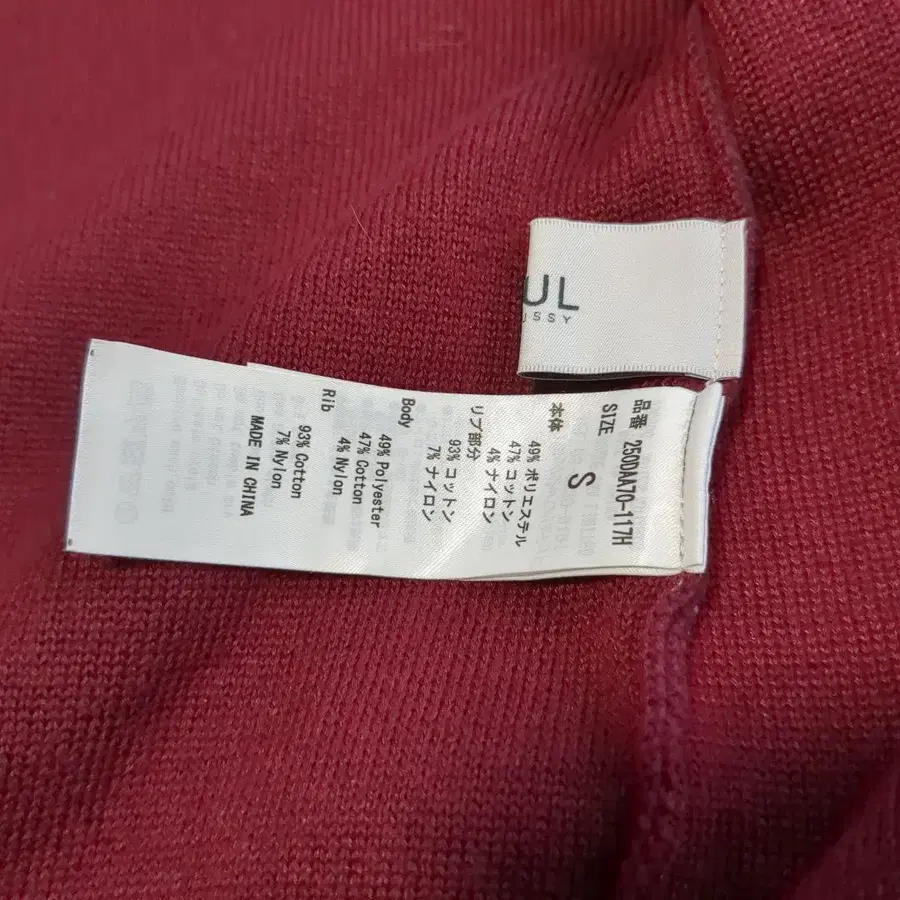 UL
USSY
品番 250DAA70-117H
SIZE
S
本体
49% ポリエステル
47% コットン
4% ナイロン
リブ部分
93% コットン
7% ナイロン
Body
49% Polyester
47% Cotton
4% Nylon
Rib
93% Cotton
7% Nylon
MADE IN CHINA